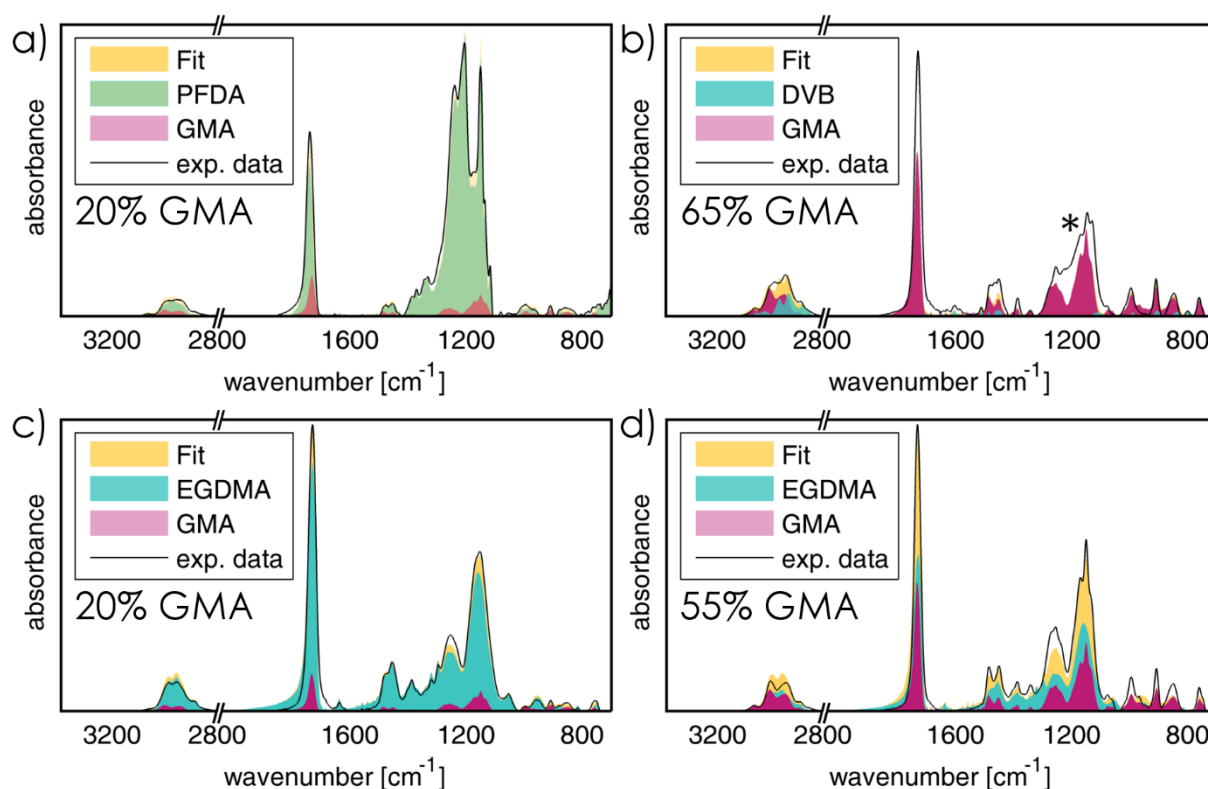 a)
Fit
PFDA
GMA
exp. data
20% GMA
absorbance
3200 2800 1600 1200 800
wavenumber [cm⁻¹]
b)
Fit
DVB
GMA
exp. data
65% GMA
*
absorbance
3200 2800 1600 1200 800
wavenumber [cm⁻¹]
c)
Fit
EGDMA
GMA
exp. data
20% GMA
absorbance
3200 2800 1600 1200 800
wavenumber [cm⁻¹]
d)
Fit
EGDMA
GMA
exp. data
55% GMA
absorbance
3200 2800 1600 1200 800
wavenumber [cm⁻¹]